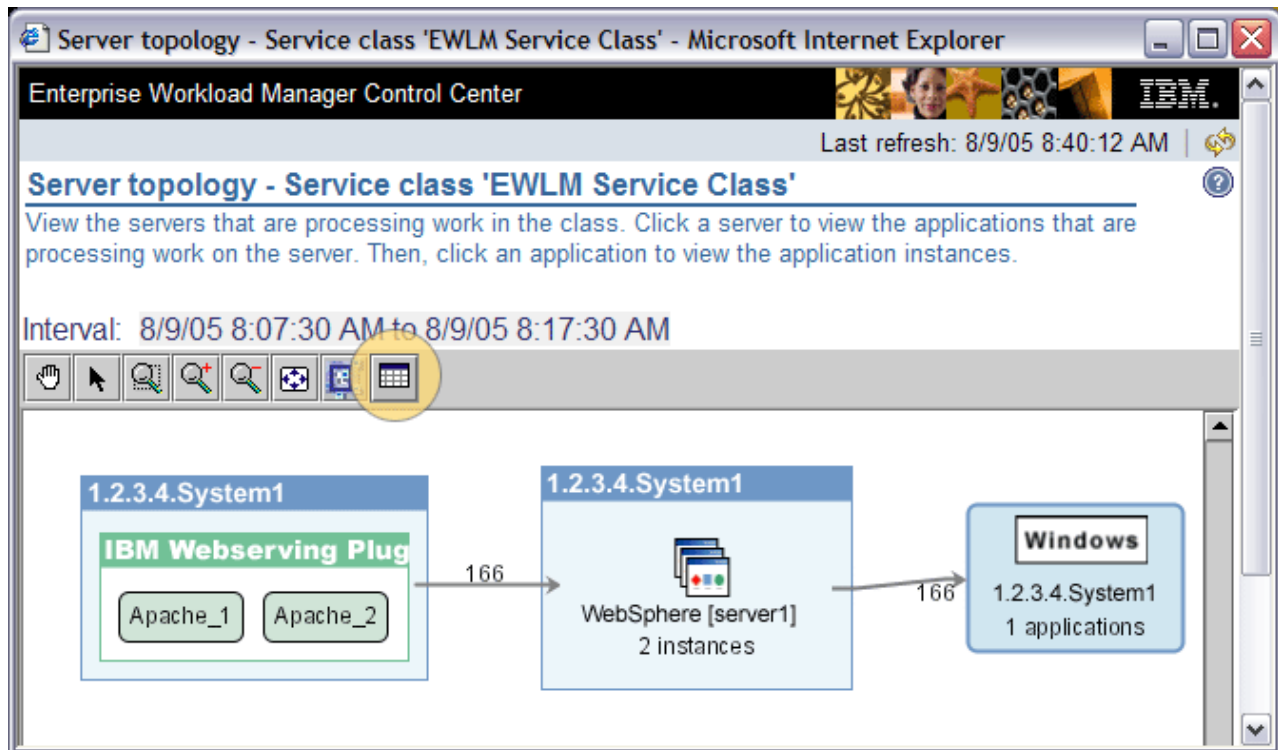 Server topology - Service class 'EWLM Service Class' - Microsoft Internet Explorer
Enterprise Workload Manager Control Center
IBM.
Last refresh: 8/9/05 8:40:12 AM
Server topology - Service class 'EWLM Service Class'
View the servers that are processing work in the class. Click a server to view the applications that are
processing work on the server. Then, click an application to view the application instances.
Interval: 8/9/05 8:07:30 AM to 8/9/05 8:17:30 AM
1.2.3.4.System1
IBM Webserving Plug
Apache_1
Apache_2
166
1.2.3.4.System1
WebSphere [server1]
2 instances
166
Windows
1.2.3.4.System1
1 applications